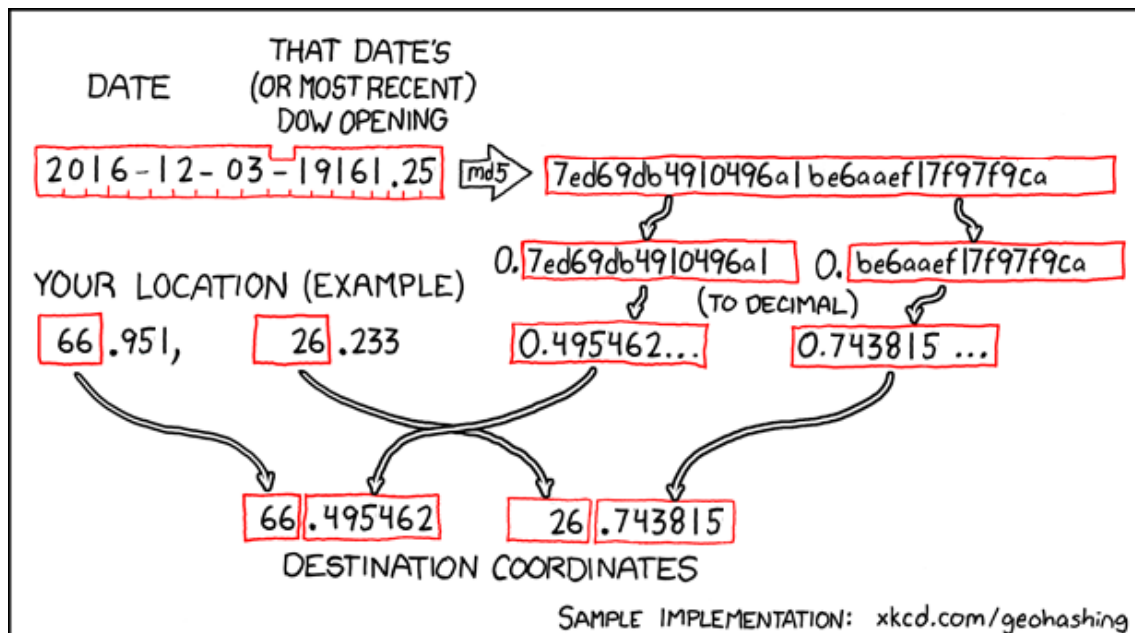 DATE
THAT DATE'S
(OR MOST RECENT)
DOW OPENING
2016-12-03-19161.25
md5
7ed69db4910496a1be6aaef17f97f9ca
0.7ed69db4910496a1
0.be6aaef17f97f9ca
YOUR LOCATION (EXAMPLE)
(TO DECIMAL)
66.951, 26.233
0.495462...
0.743815...
66.495462
26.743815
DESTINATION COORDINATES
SAMPLE IMPLEMENTATION: xkcd.com/geohashing